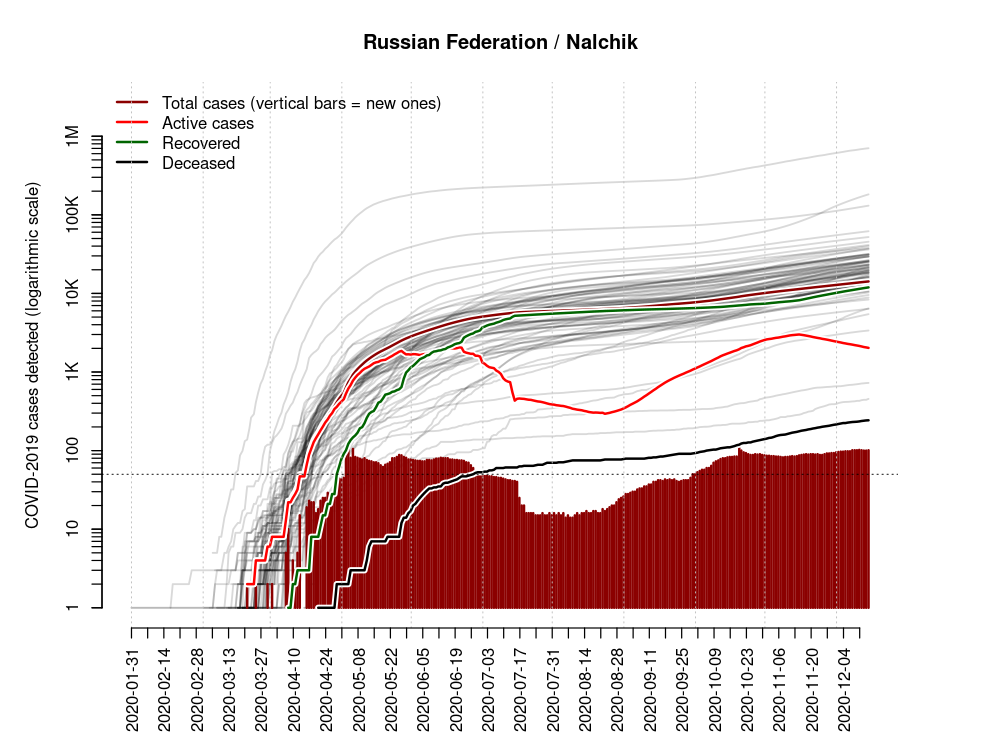 Russian Federation / Nalchik
Total cases (vertical bars = new ones)
Active cases
Recovered
Deceased
COVID-2019 cases detected (logarithmic scale)
1M
100K
10K
1K
100
10
1
2020-01-31
2020-02-14
2020-02-28
2020-03-13
2020-03-27
2020-04-10
2020-04-24
2020-05-08
2020-05-22
2020-06-05
2020-06-19
2020-07-03
2020-07-17
2020-07-31
2020-08-14
2020-08-28
2020-09-11
2020-09-25
2020-10-09
2020-10-23
2020-11-06
2020-11-20
2020-12-04